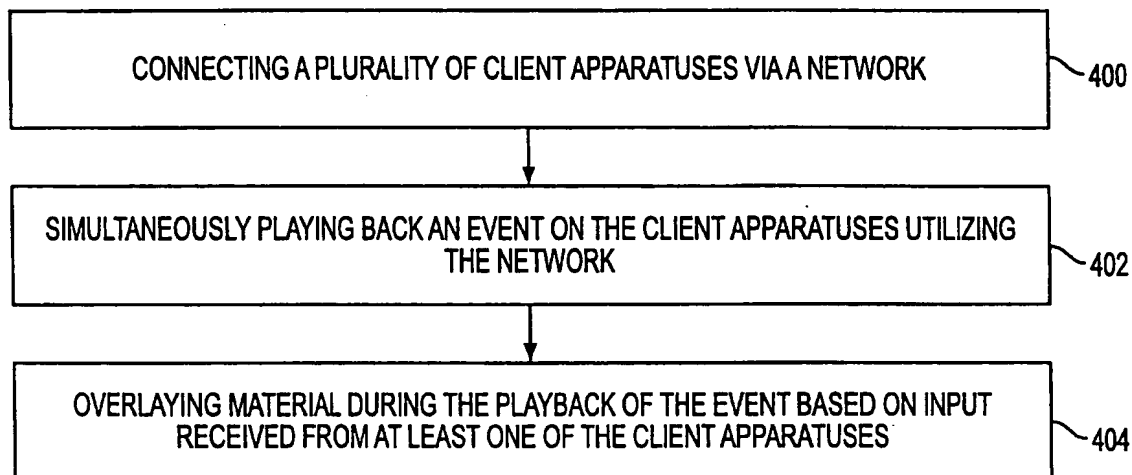 CONNECTING A PLURALITY OF CLIENT APPARATUSES VIA A NETWORK
400
SIMULTANEOUSLY PLAYING BACK AN EVENT ON THE CLIENT APPARATUSES UTILIZING
THE NETWORK
402
OVERLAYING MATERIAL DURING THE PLAYBACK OF THE EVENT BASED ON INPUT
RECEIVED FROM AT LEAST ONE OF THE CLIENT APPARATUSES
404